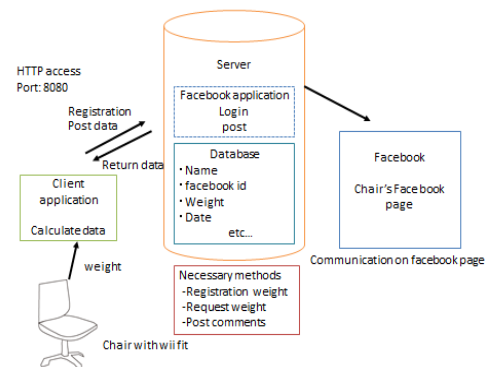 Server
HTTP access
Port: 8080
Registration
Post data
Return data
Facebook application
Login
post
Database
・Name
・facebook id
・Weight
・Date
etc...
Facebook
Chair's Facebook
page
Communication on facebook page
Client
application
Calculate data
weight
Necessary methods
-Registration weight
-Request weight
-Post comments
Chair with wii fit